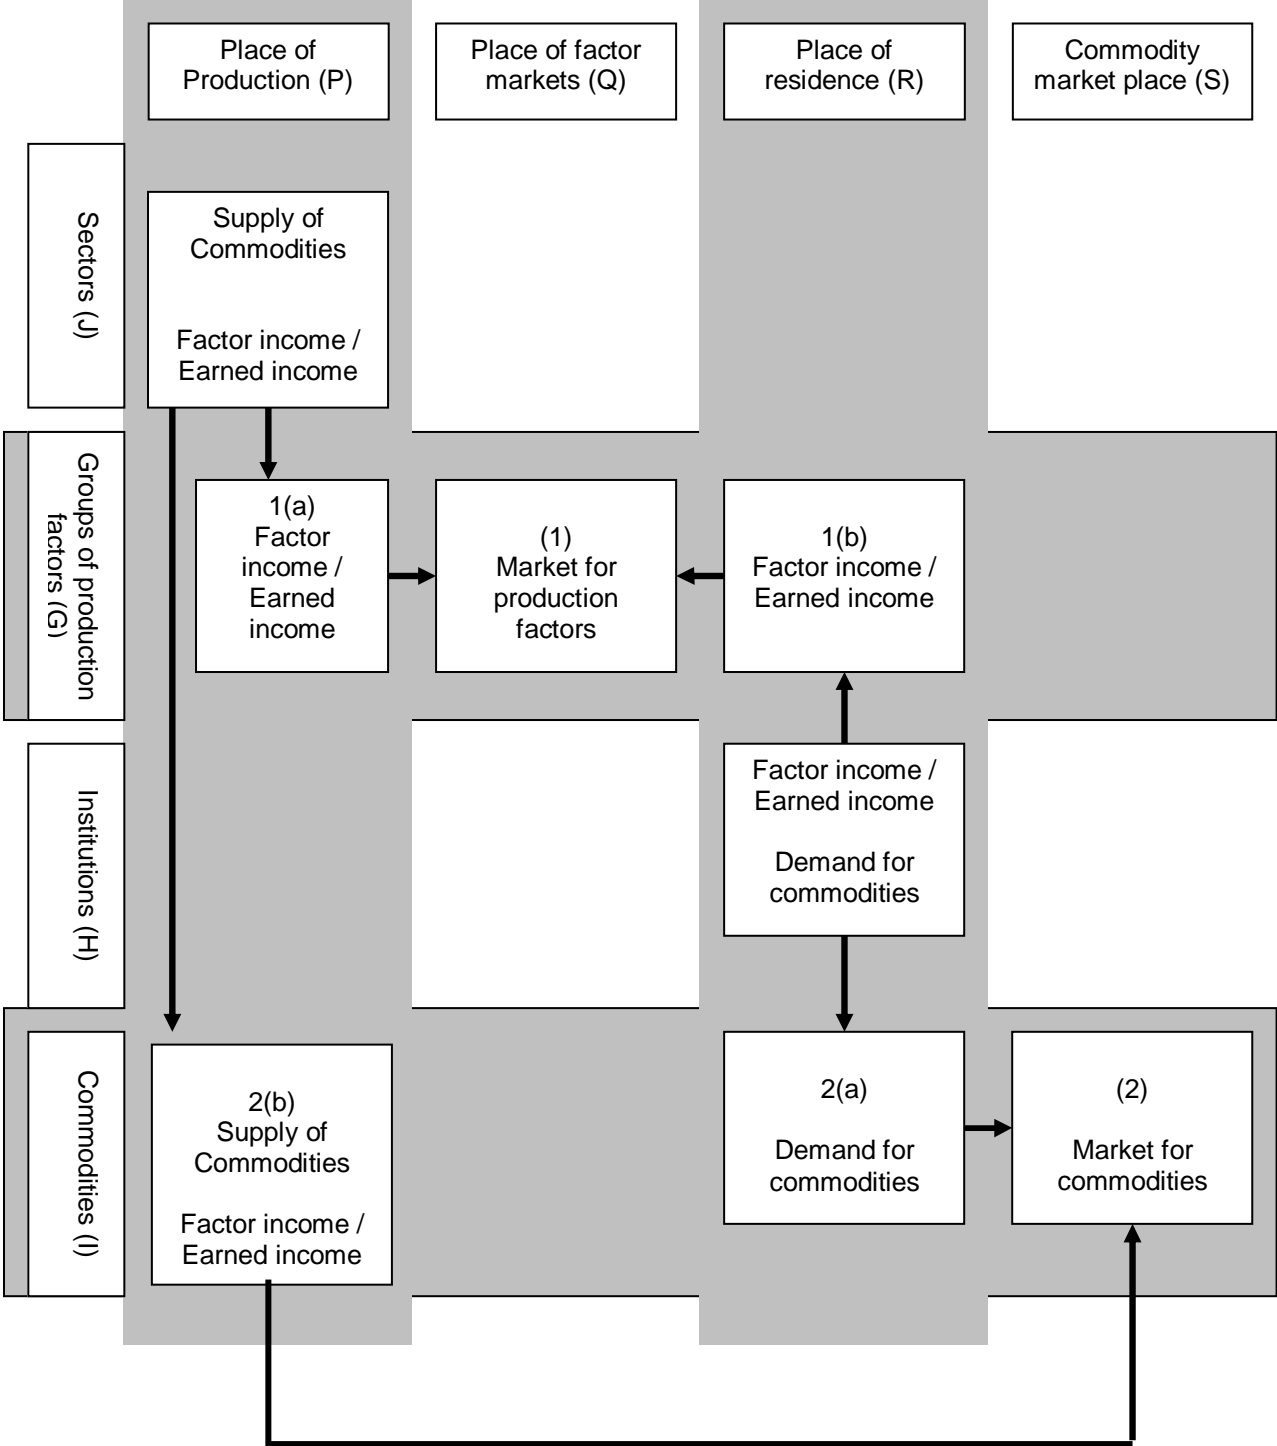 Place of
Production (P)
Place of factor
markets (Q)
Place of
residence (R)
Commodity
market place (S)
Sectors (J)
Supply of
Commodities
Factor income /
Earned income
Groups of production
factors (G)
1(a)
Factor
income /
Earned
income
(1)
Market for
production
factors
1(b)
Factor income /
Earned income
Institutions (H)
Factor income /
Earned income
Demand for
commodities
Commodities (I)
2(b)
Supply of
Commodities
Factor income /
Earned income
2(a)
Demand for
commodities
(2)
Market for
commodities